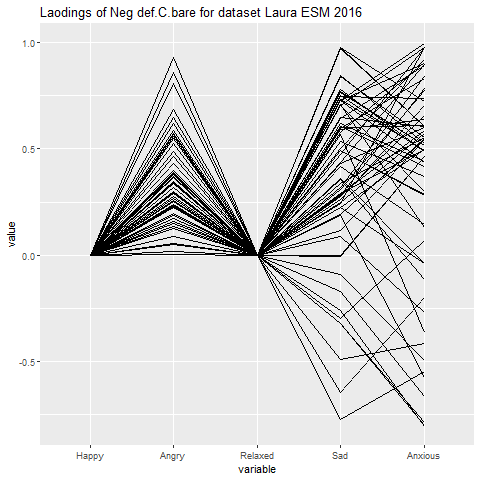 Laodings of Neg def.C.bare for dataset Laura ESM 2016
1.0
0.5
0.0
-0.5
value
Happy Angry Relaxed Sad Anxious
variable